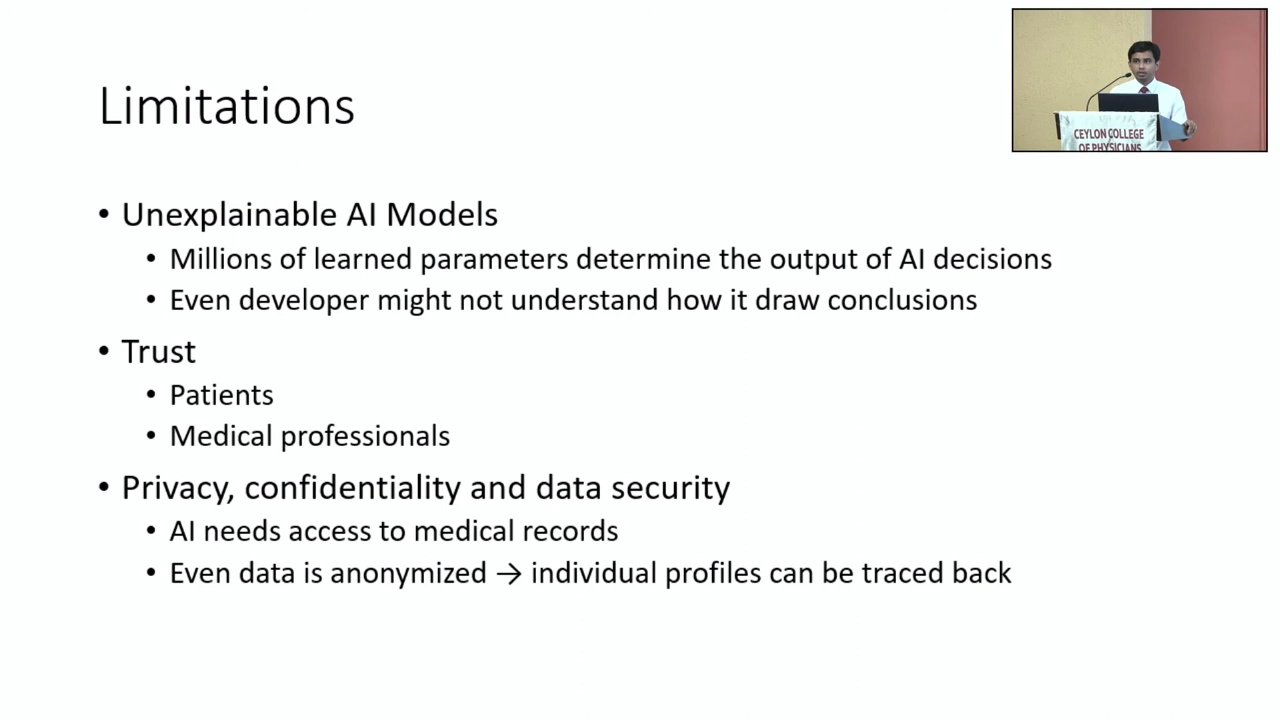 Limitations
CEYLON COLLEGE
OF PHYSICIANS
• Unexplainable AI Models
• Millions of learned parameters determine the output of AI decisions
• Even developer might not understand how it draw conclusions
• Trust
• Patients
• Medical professionals
• Privacy, confidentiality and data security
• AI needs access to medical records
• Even data is anonymized → individual profiles can be traced back